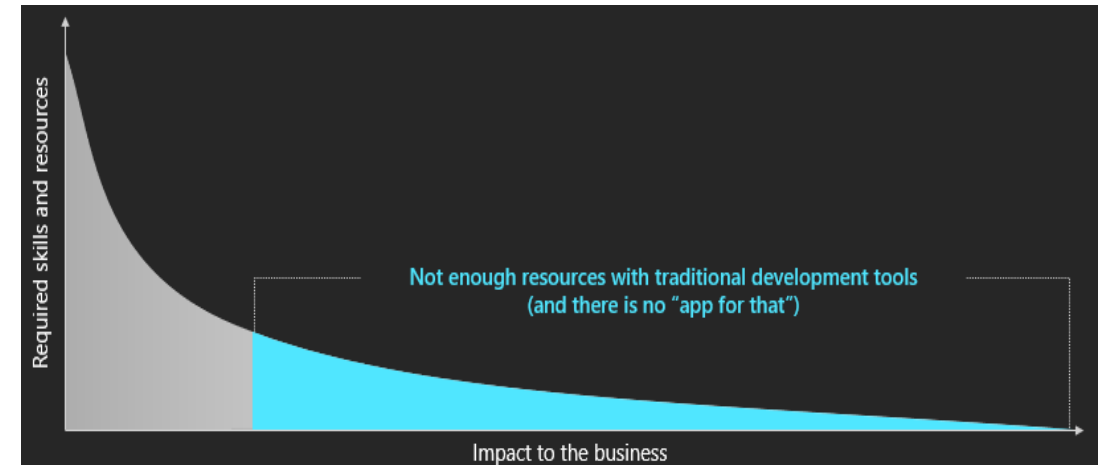 Required skills and resources
Not enough resources with traditional development tools
(and there is no “app for that”)
Impact to the business